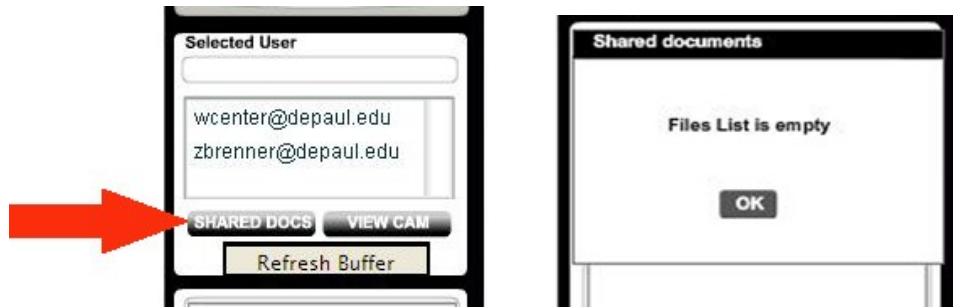 Selected User
wcenter@depaul.edu
zbrenner@depaul.edu
SHARED DOCS VIEW CAM
Refresh Buffer
Shared documents
Files List is empty
OK